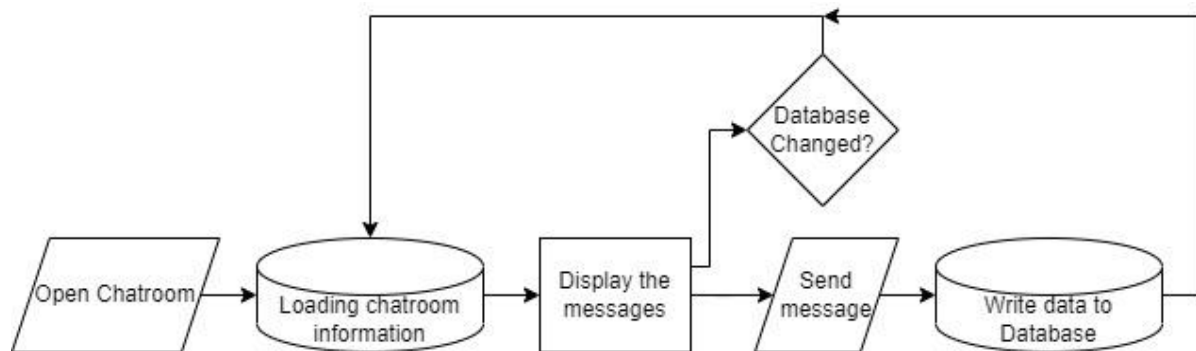 Database
Changed?
Open Chatroom
Loading chatroom
information
Display the
messages
Send
message
Write data to
Database